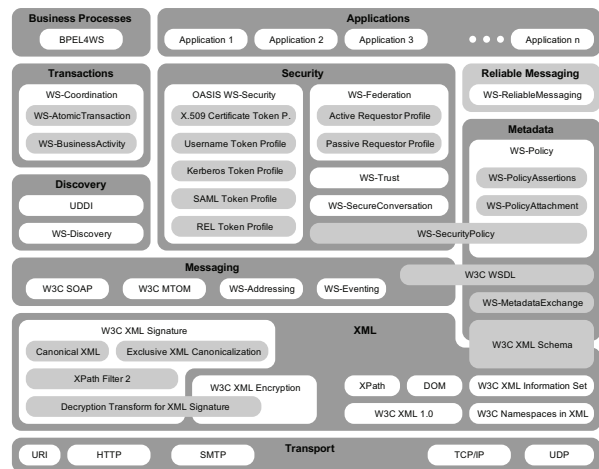 Business Processes
BPEL4WS
Applications
Application 1
Application 2
Application 3
Application n
Transactions
WS-Coordination
WS-AtomicTransaction
WS-BusinessActivity
Discovery
UDDI
WS-Discovery
Security
OASIS WS-Security
X.509 Certificate Token P.
Username Token Profile
Kerberos Token Profile
SAML Token Profile
REL Token Profile
WS-Federation
Active Requestor Profile
Passive Requestor Profile
WS-Trust
WS-SecureConversation
WS-SecurityPolicy
Reliable Messaging
WS-ReliableMessaging
Metadata
WS-Policy
WS-PolicyAssertions
WS-PolicyAttachment
Messaging
W3C SOAP
W3C MTOM
WS-Addressing
WS-Eventing
W3C WSDL
WS-MetadataExchange
W3C XML Schema
XML
W3C XML Signature
Canonical XML
Exclusive XML Canonicalization
XPath Filter 2
W3C XML Encryption
Decryption Transform for XML Signature
XPath
DOM
W3C XML Information Set
W3C XML 1.0
W3C Namespaces in XML
Transport
URI
HTTP
SMTP
TCP/IP
UDP